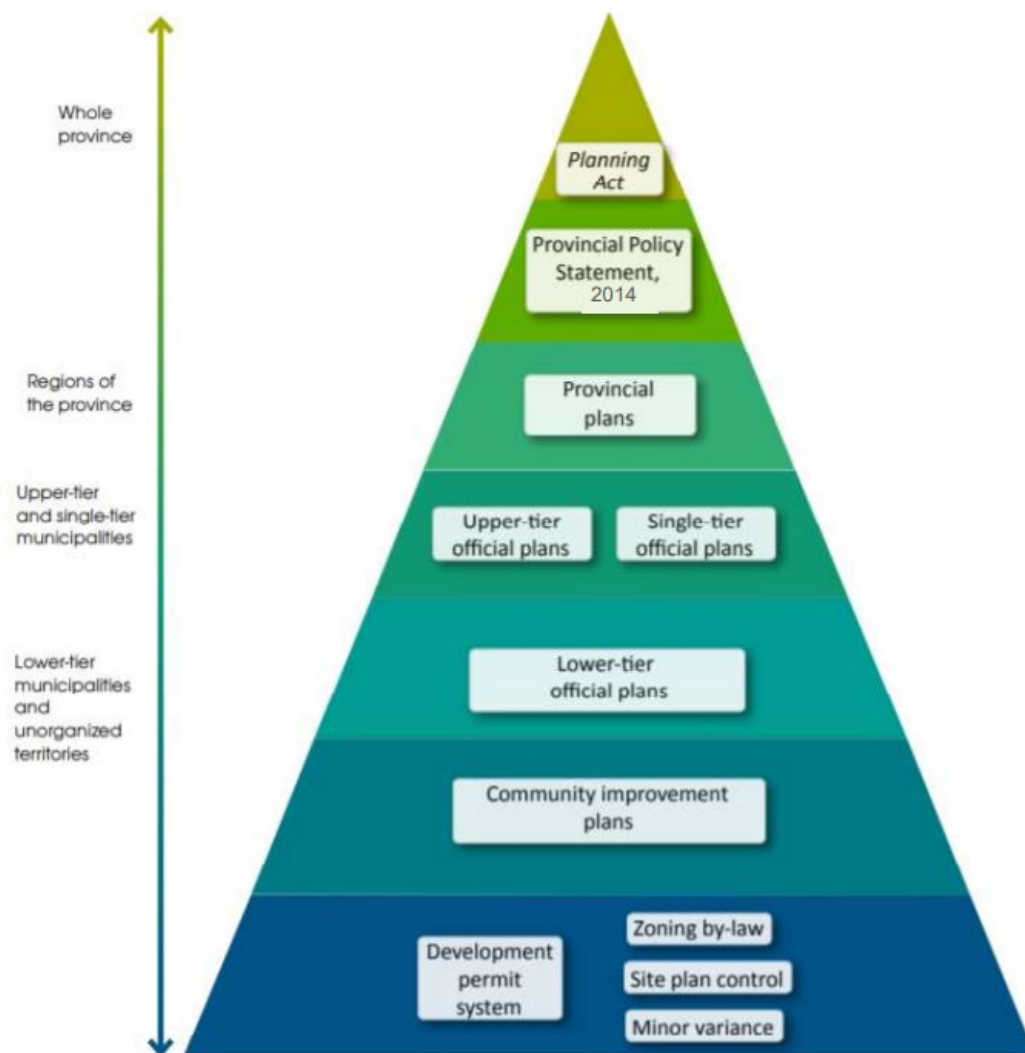 Whole
province
Planning
Act
Provincial Policy
Statement,
2014
Regions of
the province
Provincial
plans
Upper-tier
and single-tier
municipalities
Upper-tier
official plans
Single-tier
official plans
Lower-tier
municipalities
and
unorganized
territories
Lower-tier
official plans
Community improvement
plans
Development
permit
system
Zoning by-law
Site plan control
Minor variance